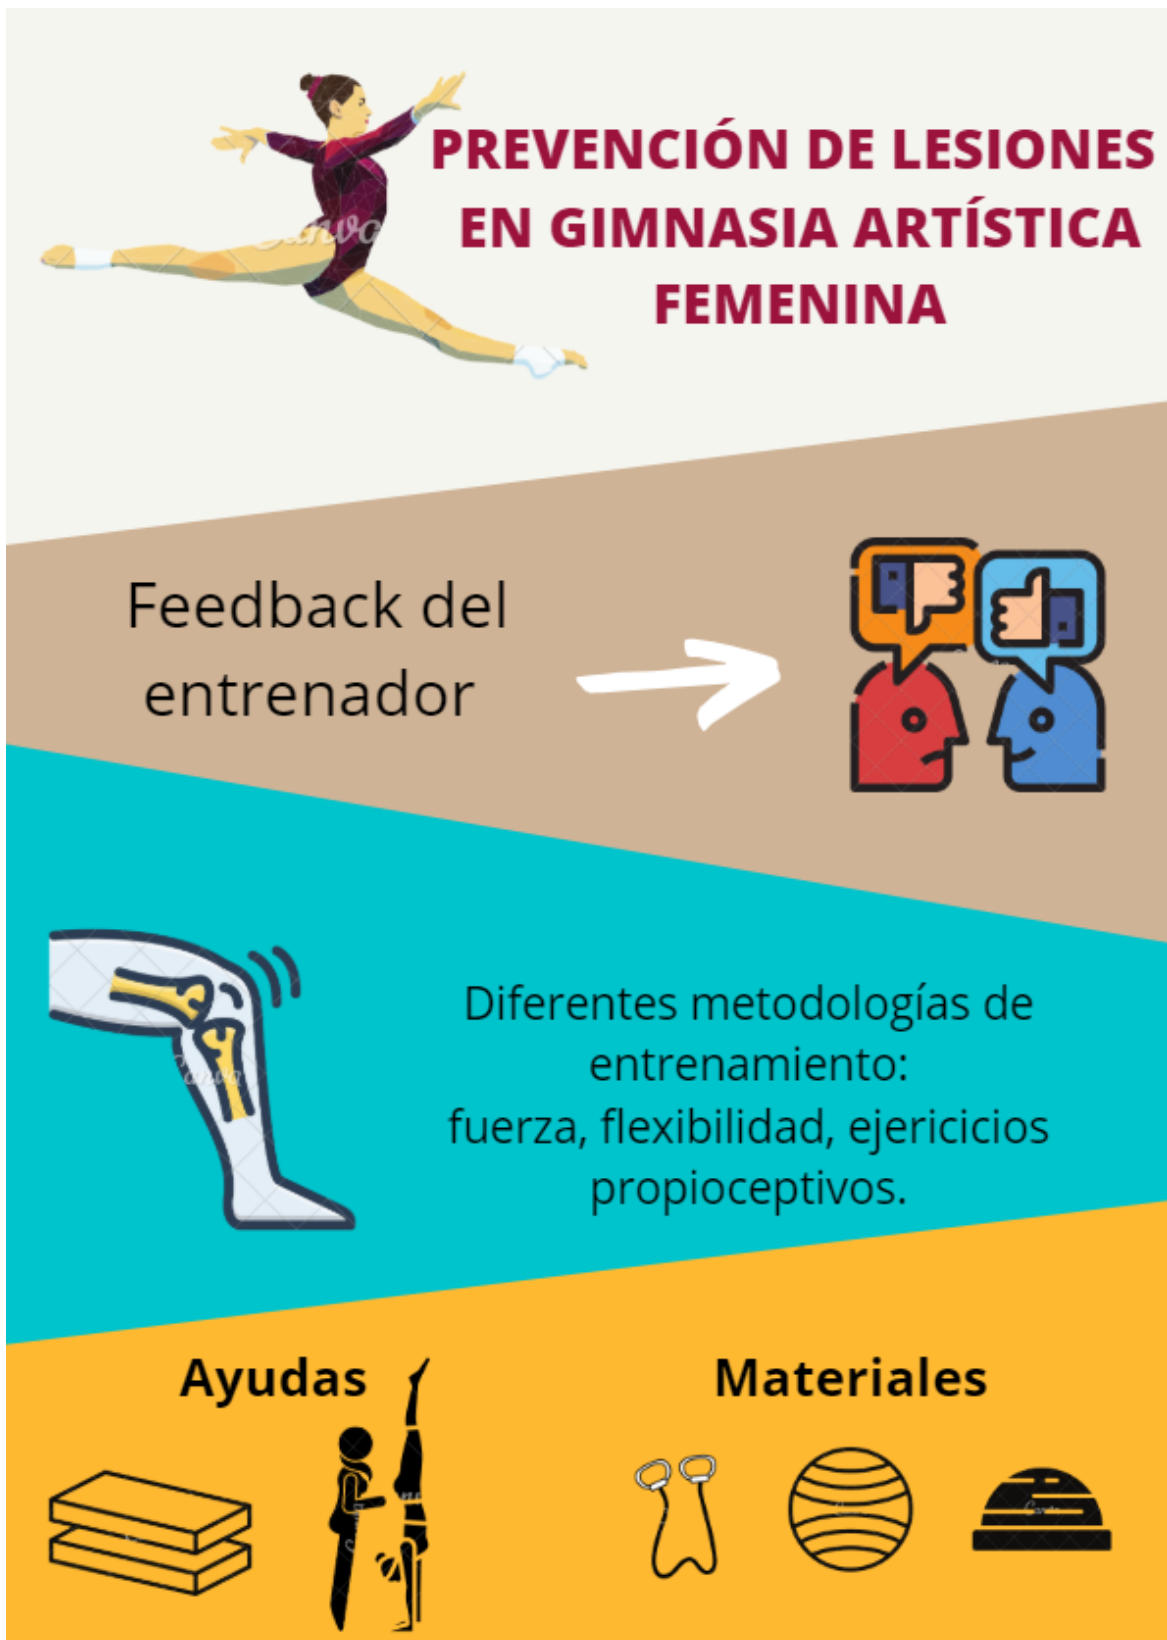 PREVENCIÓN DE LESIONES
EN GIMNASIA ARTÍSTICA
FEMENINA
Feedback del
entrenador
Diferentes metodologías de
entrenamiento:
fuerza, flexibilidad, ejericicios
propioceptivos.
Ayudas
Materiales